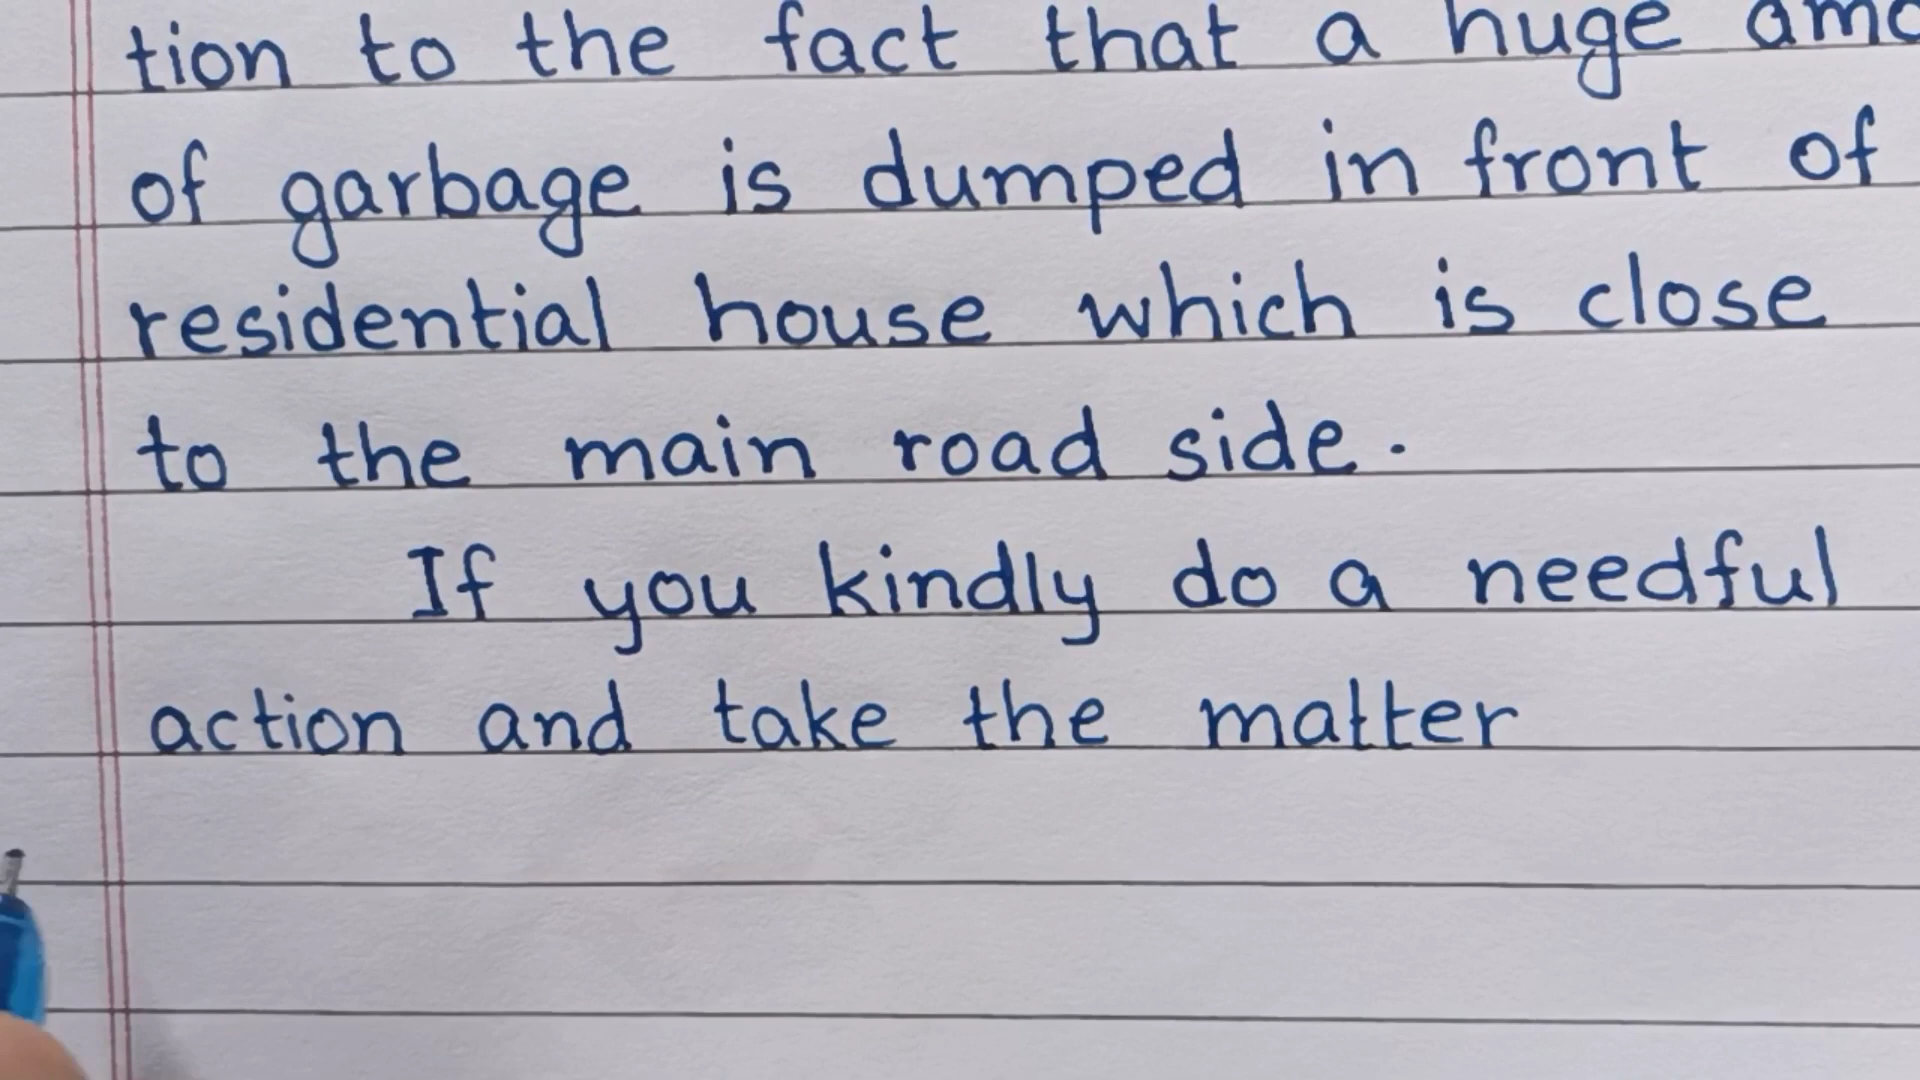 tion to the fact that a huge
of garbage is dumped in front of
residential house which is close
to the main road side.
If you kindly do a needful
action and take the matter